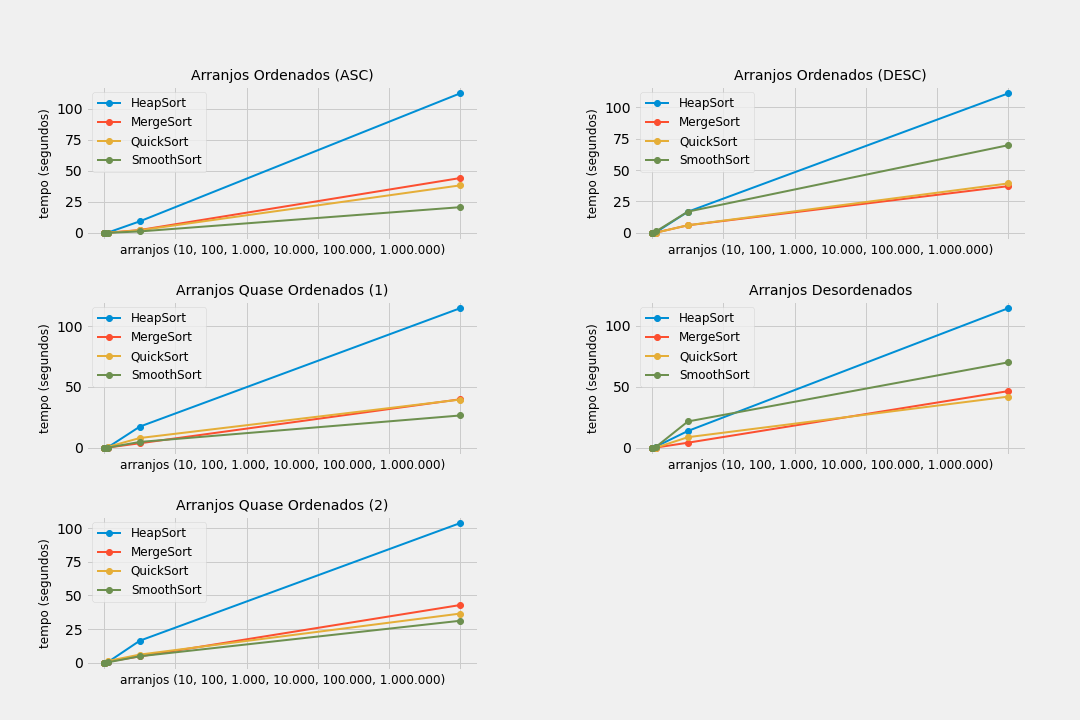 Arranjos Ordenados (ASC)
HeapSort
MergeSort
QuickSort
SmoothSort
100
75
50
25
0
tempo (segundos)
arranjos (10, 100, 1.000, 10.000, 100.000, 1.000.000)
Arranjos Ordenados (DESC)
HeapSort
MergeSort
QuickSort
SmoothSort
100
75
50
25
0
tempo (segundos)
arranjos (10, 100, 1.000, 10.000, 100.000, 1.000.000)
Arranjos Quase Ordenados (1)
HeapSort
MergeSort
QuickSort
SmoothSort
100
50
0
tempo (segundos)
arranjos (10, 100, 1.000, 10.000, 100.000, 1.000.000)
Arranjos Desordenados
HeapSort
MergeSort
QuickSort
SmoothSort
100
50
0
tempo (segundos)
arranjos (10, 100, 1.000, 10.000, 100.000, 1.000.000)
Arranjos Quase Ordenados (2)
HeapSort
MergeSort
QuickSort
SmoothSort
100
75
50
25
0
tempo (segundos)
arranjos (10, 100, 1.000, 10.000, 100.000, 1.000.000)